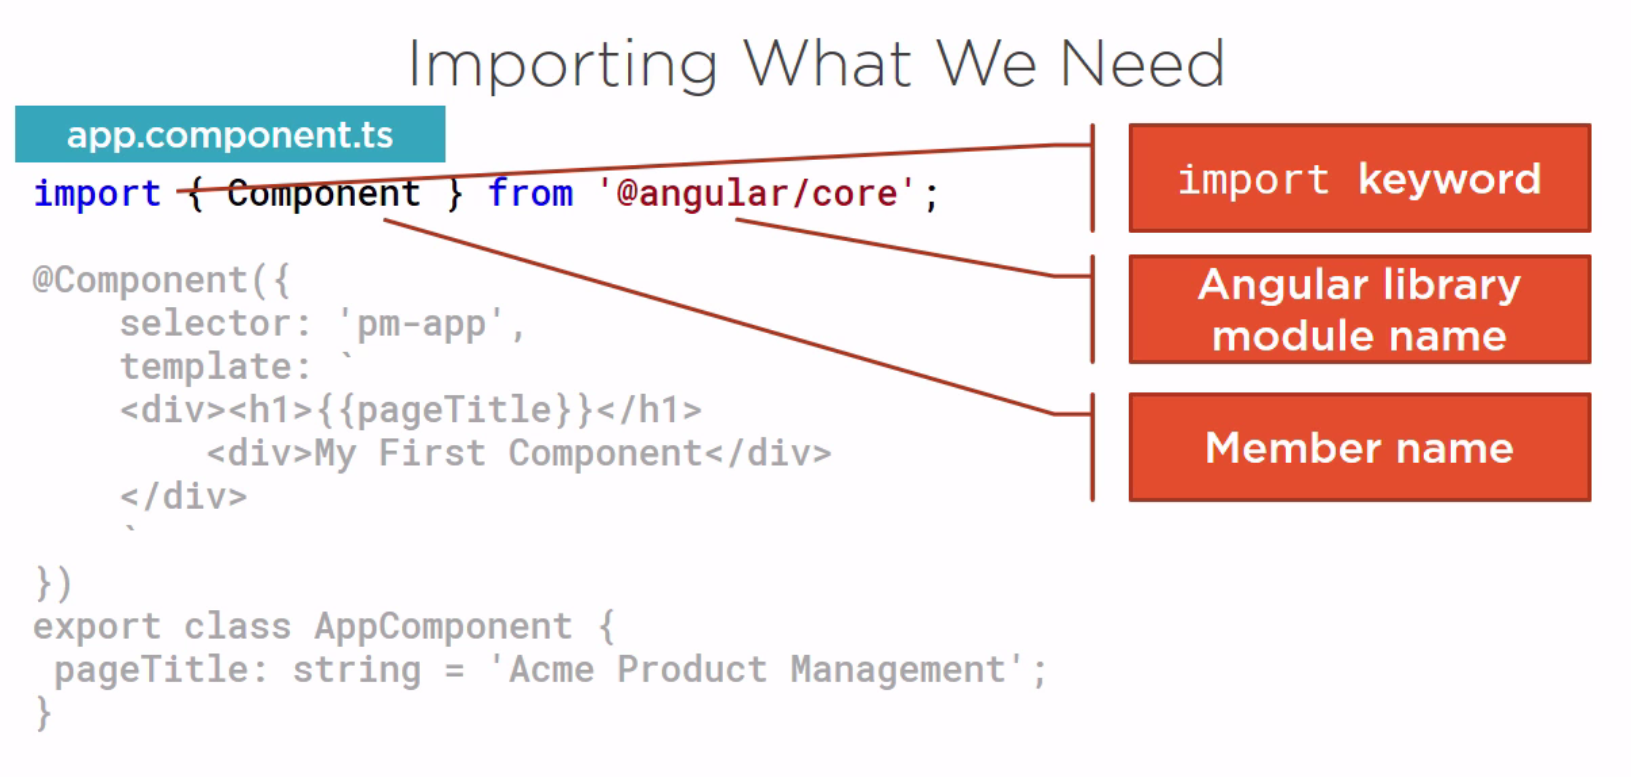 Importing What We Need
app.component.ts
import { Component } from '@angular/core';
@Component({
    selector: 'pm-app',
    template: `
    <div><h1>{{pageTitle}}</h1>
        <div>My First Component</div>
    </div>
    `
})
export class AppComponent {
 pageTitle: string = 'Acme Product Management';
}
import keyword
Angular library
module name
Member name